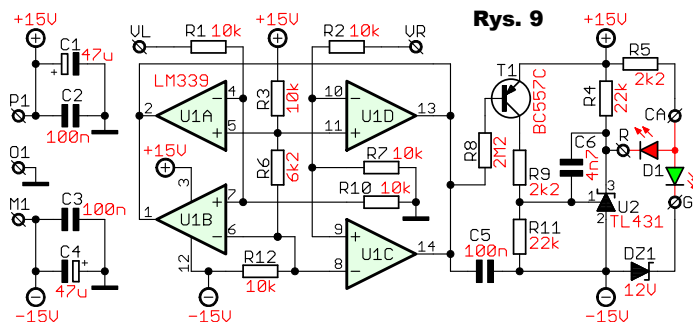 Rys. 9
+15V
C1
47u
+
P1
C2
100n
O1
M1
C3
100n
C4
+
47u
-15V
VL
R1 10k
LM339
2
U1A
-
4
+
5
+15V
3
1
U1B
+
7
-
6
12
-15V
+15V
R3
10k
R6
6k2
R12
10k
R2 10k
VR
-
10
+
11
U1D
13
R7 10k
R10 10k
+
9
-
8
U1C
14
R8
2M2
T1
BC557C
R9
2k2
R11
22k
C5
100n
+15V
R4
22k
C6
4n7
R5
2k2
CA
R
D1
G
1
3
2
U2
TL431
DZ1
12V
-15V